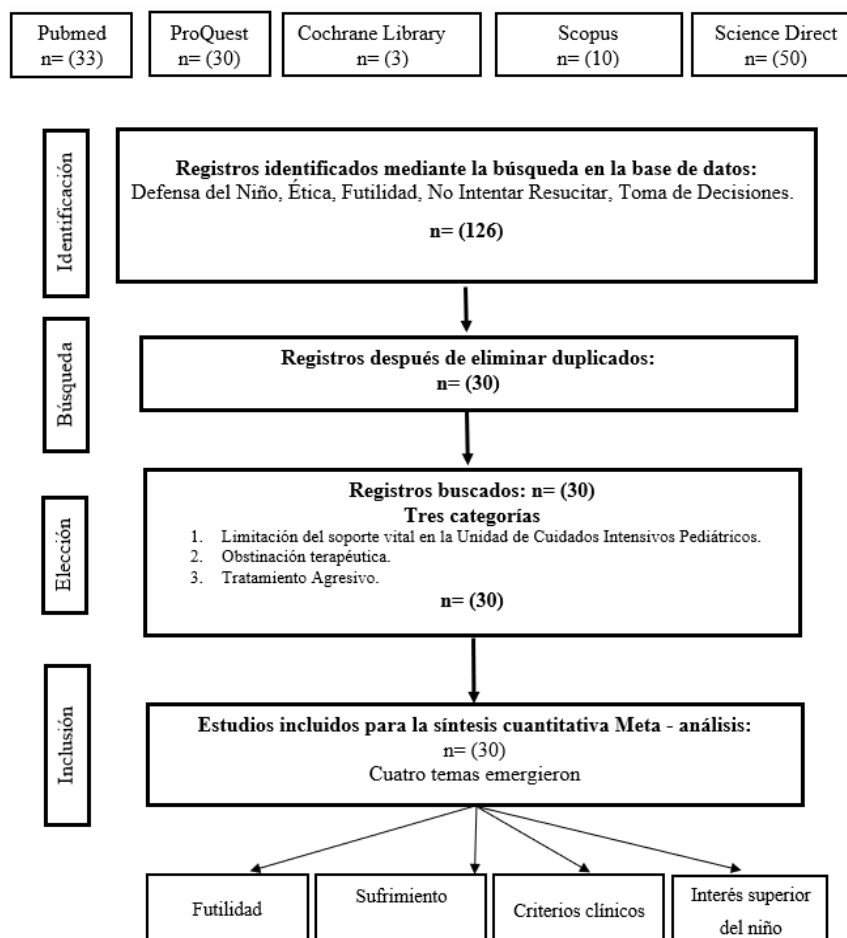 Pubmed
n= (33)
ProQuest
n= (30)
Cochrane Library
n= (3)
Scopus
n= (10)
Science Direct
n= (50)
Identificación
Registros identificados mediante la búsqueda en la base de datos:
Defensa del Niño, Ética, Futilidad, No Intentar Resucitar, Toma de Decisiones.
n= (126)
Búsqueda
Registros después de eliminar duplicados:
n= (30)
Elección
Registros buscados: n= (30)
Tres categorías
1. Limitación del soporte vital en la Unidad de Cuidados Intensivos Pediátricos.
2. Obstinación terapéutica.
3. Tratamiento Agresivo.
n= (30)
Inclusión
Estudios incluidos para la síntesis cuantitativa Meta - análisis:
n= (30)
Cuatro temas emergieron
Futilidad
Sufrimiento
Criterios clínicos
Interés superior
del niño